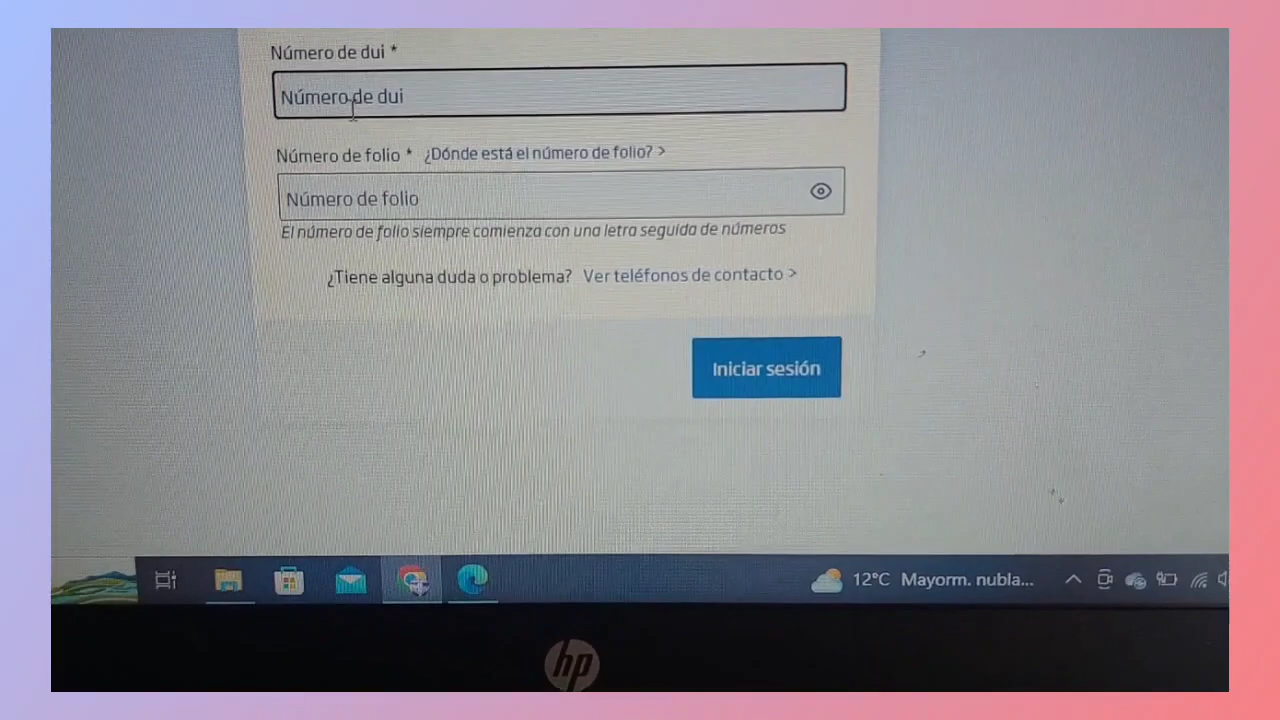 Número de dui *
Número de dui
Número de folio * ¿Dónde está el número de folio? >
Número de folio
El número de folio siempre comienza con una letra seguida de números
¿Tiene alguna duda o problema? Ver teléfonos de contacto >
Iniciar sesión
12°C Mayorm. nubla...
hp